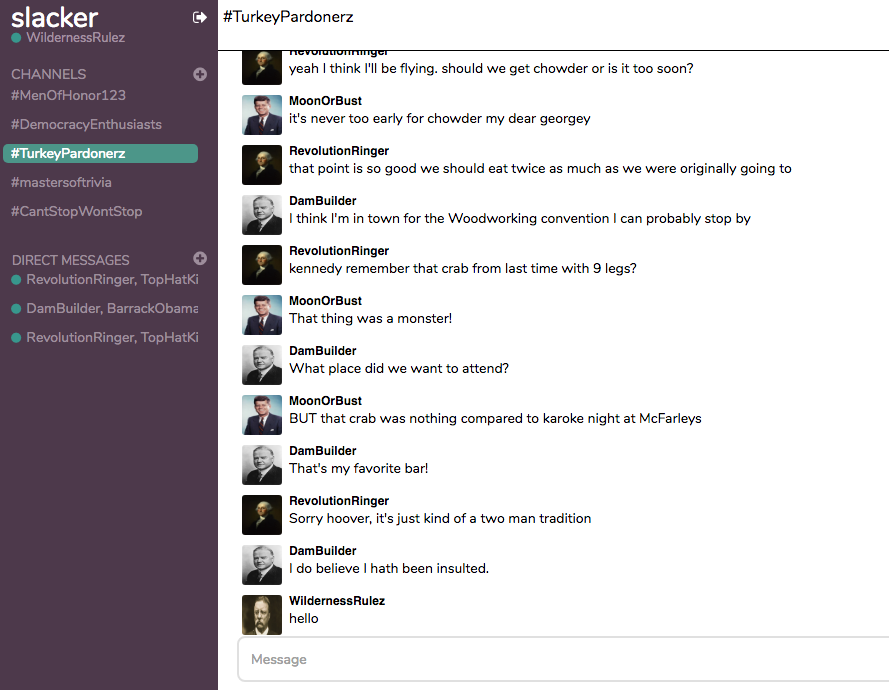 slacker
WildernessRulez
CHANNELS
#MenOfHonor123
#DemocracyEnthusiasts
#TurkeyPardonerz
#mastersoftrivia
#CantStopWontStop
DIRECT MESSAGES
RevolutionRinger, TopHatKi
DamBuilder, BarrackObama
RevolutionRinger, TopHatKi
#TurkeyPardonerz
RevolutionRinger
yeah I think I'll be flying. should we get chowder or is it too soon?
MoonOrBust
it's never too early for chowder my dear georgey
RevolutionRinger
that point is so good we should eat twice as much as we were originally going to
DamBuilder
I think I'm in town for the Woodworking convention I can probably stop by
RevolutionRinger
kennedy remember that crab from last time with 9 legs?
MoonOrBust
That thing was a monster!
DamBuilder
What place did we want to attend?
MoonOrBust
BUT that crab was nothing compared to karoke night at McFarleys
DamBuilder
That's my favorite bar!
RevolutionRinger
Sorry hoover, it's just kind of a two man tradition
DamBuilder
I do believe I hath been insulted.
WildernessRulez
hello
Message